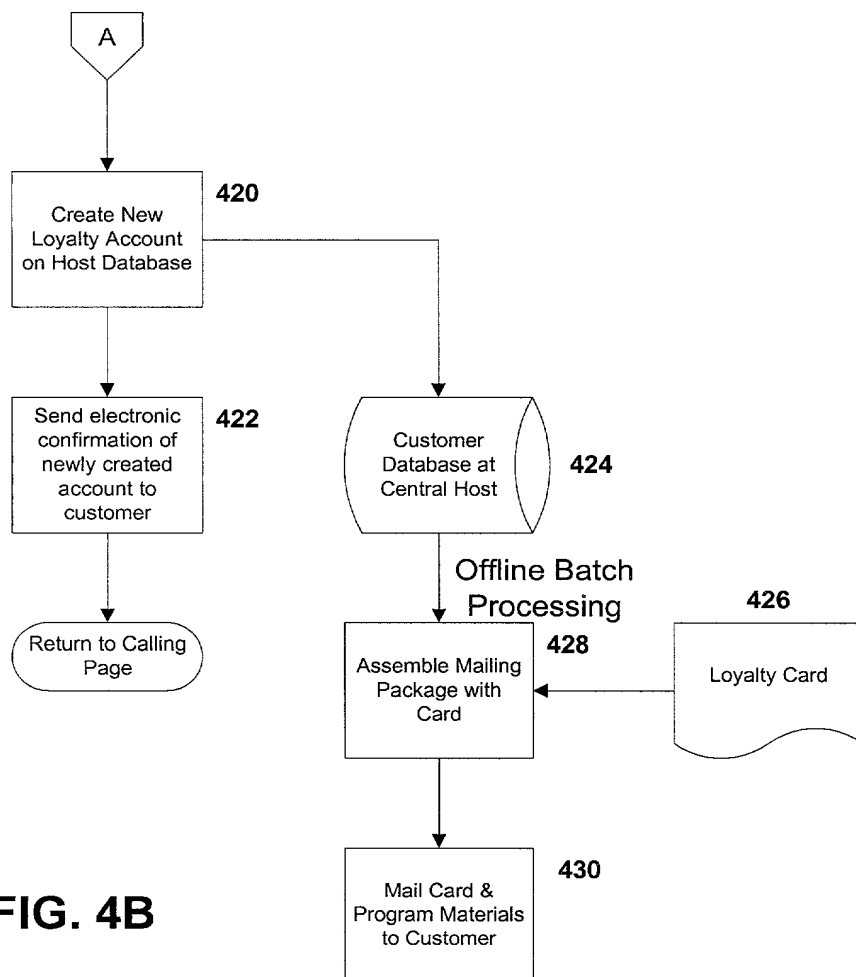 A
420
Create New
Loyalty Account
on Host Database
Send electronic
confirmation of
newly created
account to
customer
422
Customer
Database at
Central Host
424
Offline Batch
Processing
426
Return to Calling
Page
428
Assemble Mailing
Package with
Card
Loyalty Card
430
Mail Card &
Program Materials
to Customer
FIG. 4B